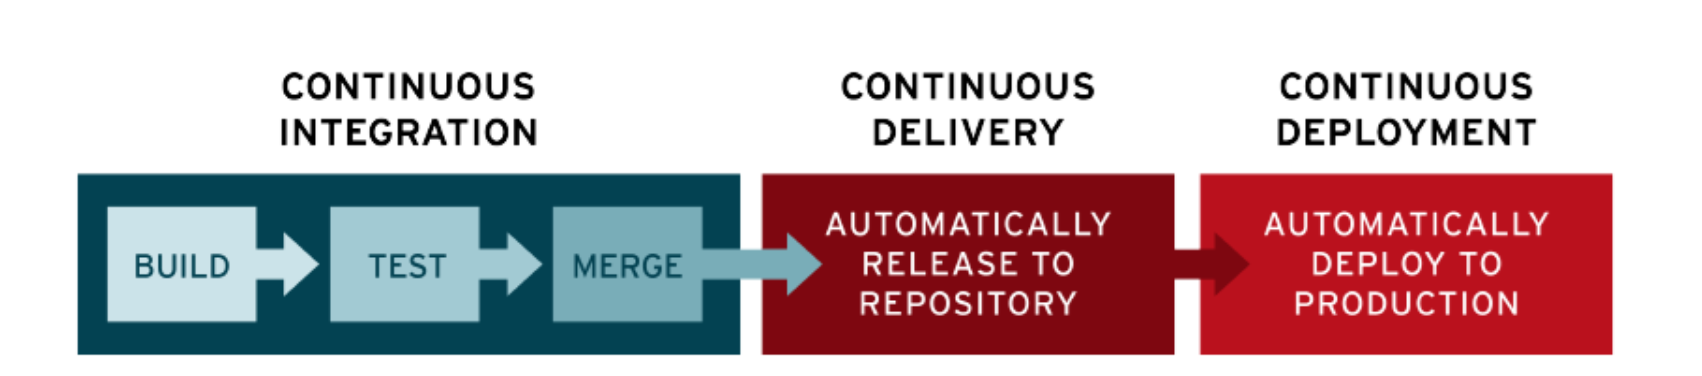 CONTINUOUS
INTEGRATION
CONTINUOUS
DELIVERY
CONTINUOUS
DEPLOYMENT
BUILD
TEST
MERGE
AUTOMATICALLY
RELEASE TO
REPOSITORY
AUTOMATICALLY
DEPLOY TO
PRODUCTION